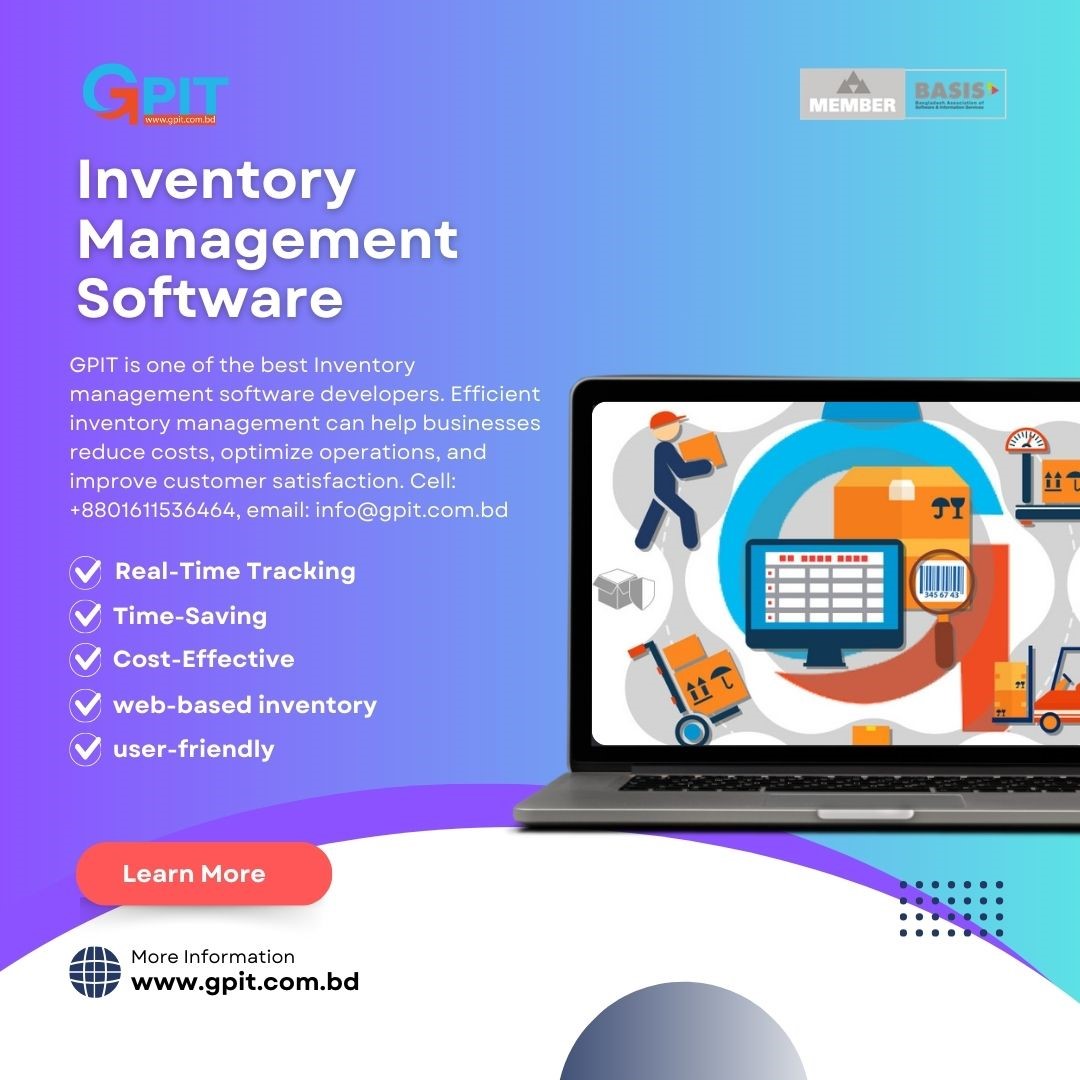 GPIT
www.gpit.com.bd
MEMBER
BASIS
Bangladesh Association of
Software & Information Services
Inventory
Management
Software
GPIT is one of the best Inventory
management software developers. Efficient
inventory management can help businesses
reduce costs, optimize operations, and
improve customer satisfaction. Cell:
+8801611536464, email: info@gpit.com.bd
Real-Time Tracking
Time-Saving
Cost-Effective
web-based inventory
user-friendly
345 67 43
Learn More
More Information
www.gpit.com.bd